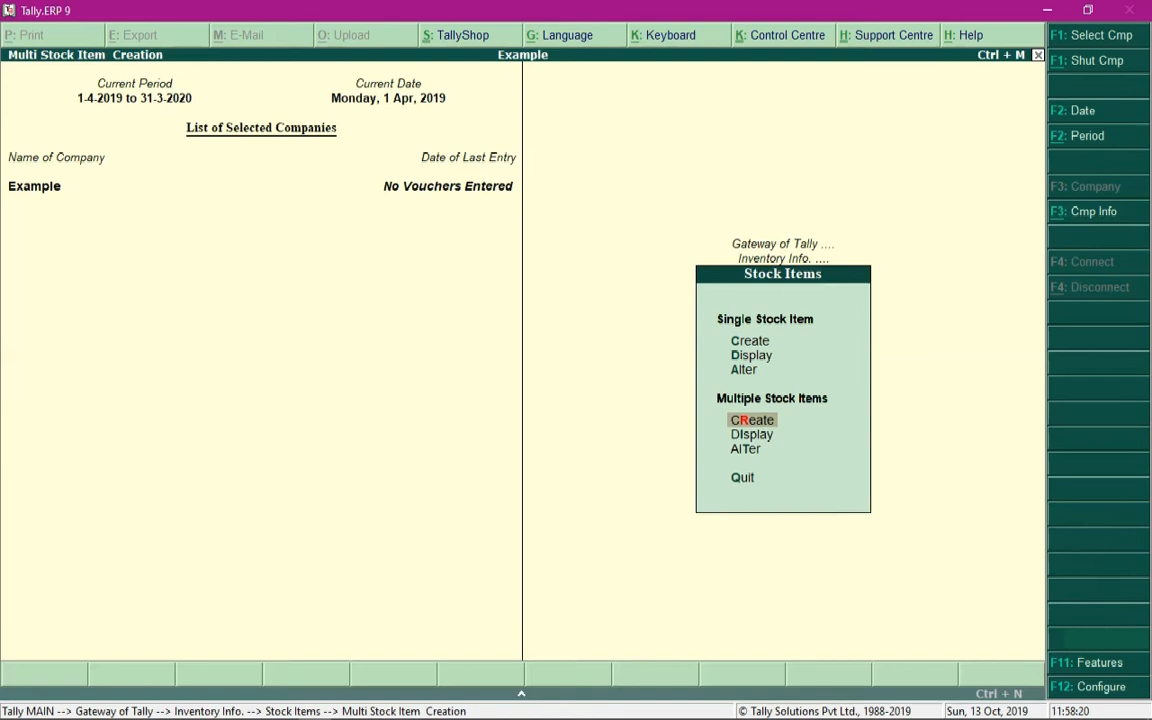 Tally.ERP 9
P: Print E: Export M: E-Mail O: Upload S: TallyShop G: Language K: Keyboard K: Control Centre H: Support Centre H: Help
Multi Stock Item Creation Example Ctrl + M
Current Period Current Date
1-4-2019 to 31-3-2020 Monday, 1 Apr, 2019
List of Selected Companies
Name of Company Date of Last Entry
Example No Vouchers Entered
Gateway of Tally ....
Inventory Info. ....
Stock Items
Single Stock Item
Create
Display
Alter
Multiple Stock Items
CReate
DIsplay
AlTer
Quit
F1: Select Cmp
F1: Shut Cmp
F2: Date
F2: Period
F3: Company
F3: Cmp Info
F4: Connect
F4: Disconnect
F11: Features
F12: Configure
Ctrl + N
Tally MAIN --> Gateway of Tally --> Inventory Info. --> Stock Items --> Multi Stock Item Creation © Tally Solutions Pvt Ltd., 1988-2019 Sun, 13 Oct, 2019 11:58:20